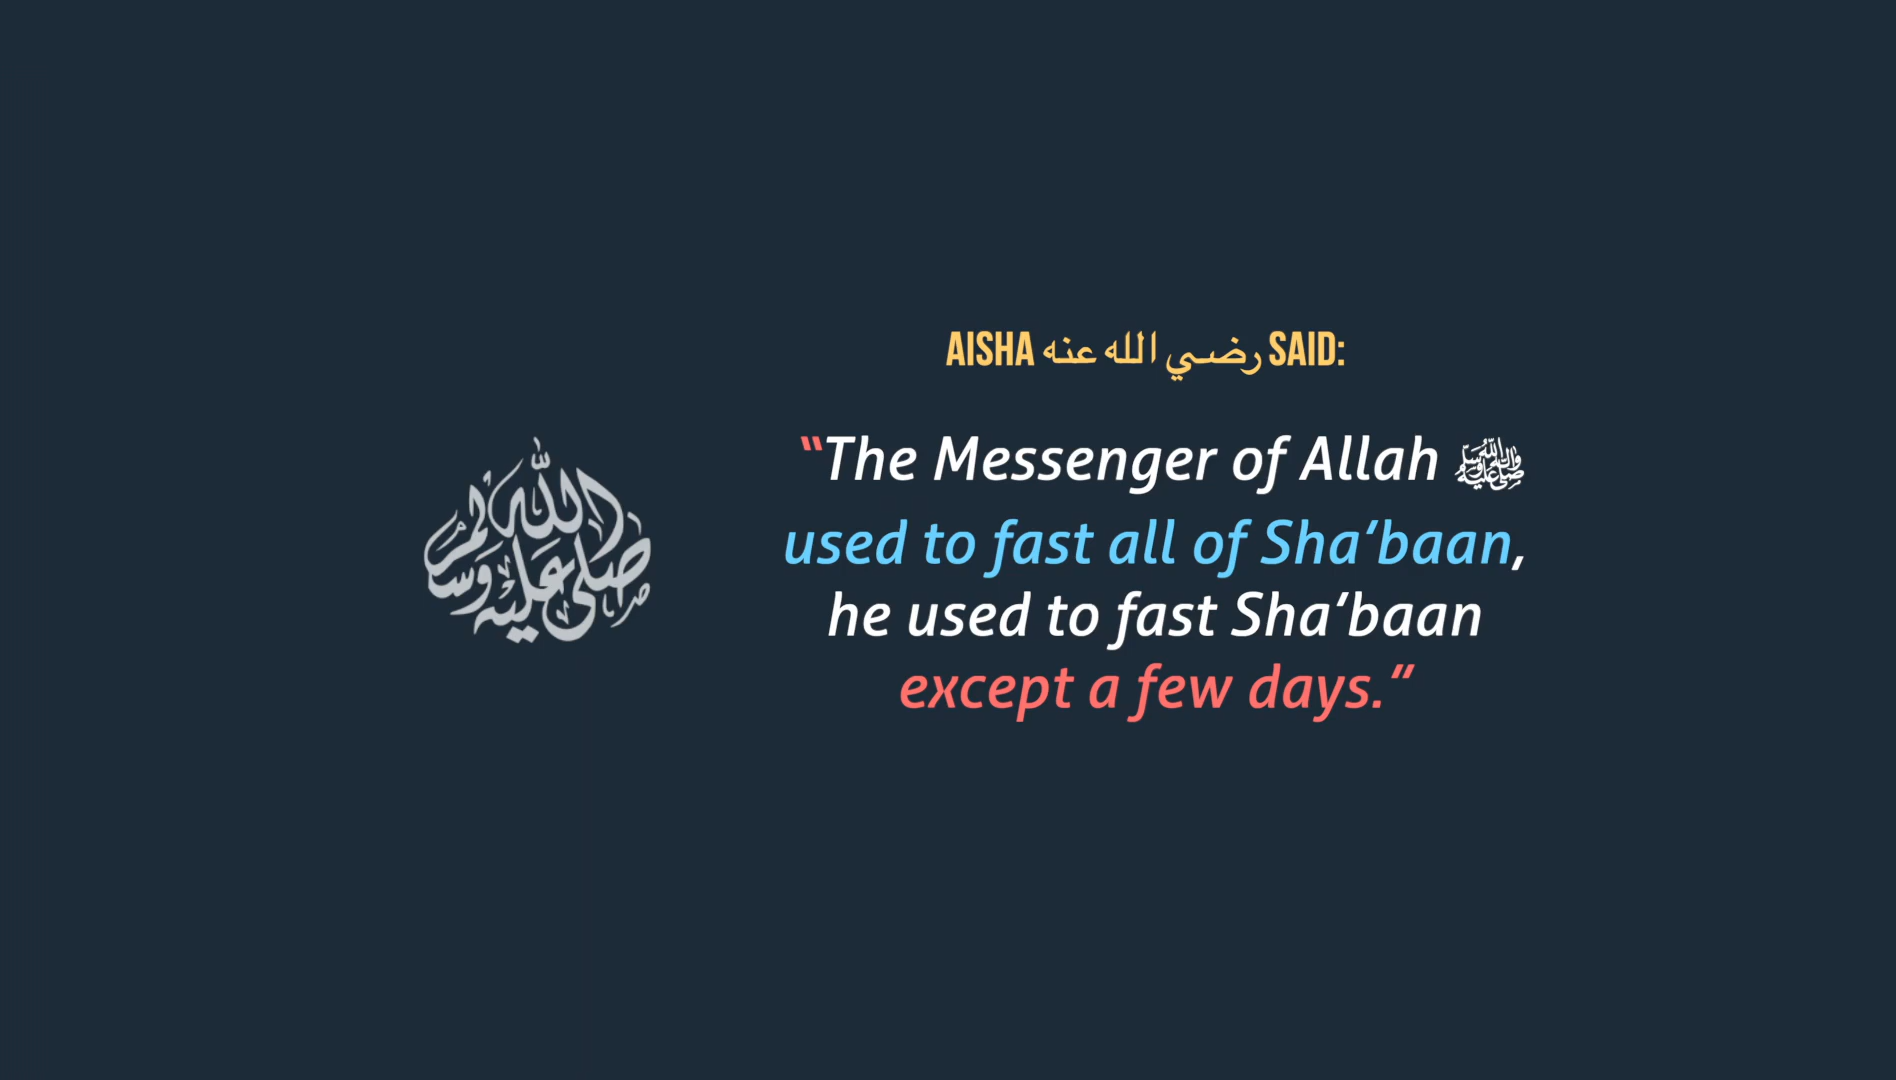 صلى الله عليه وسلم
AISHA رضي الله عنه SAID:
“The Messenger of Allah ﷺ
used to fast all of Sha‘baan,
he used to fast Sha‘baan
except a few days.”